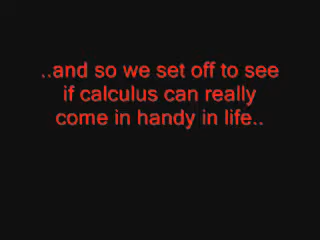 ..and so we set off to see
if calculus can really
come in handy in life..